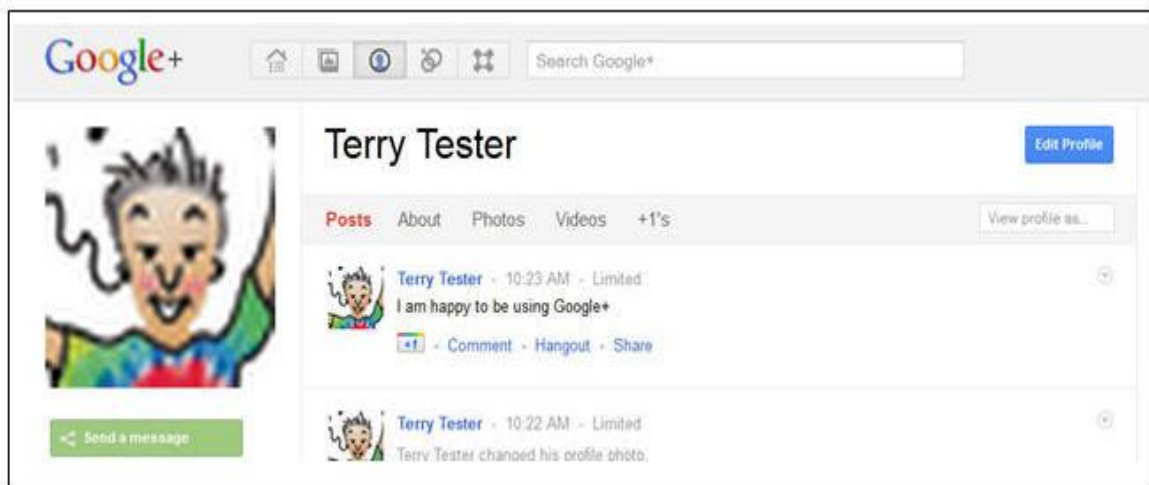 Google+
Search Google+
Terry Tester
Edit Profile
Posts About Photos Videos +1's
View profile as...
Terry Tester - 10:23 AM - Limited
I am happy to be using Google+
+1 - Comment - Hangout - Share
Send a message
Terry Tester - 10:22 AM - Limited
Terry Tester changed his profile photo.